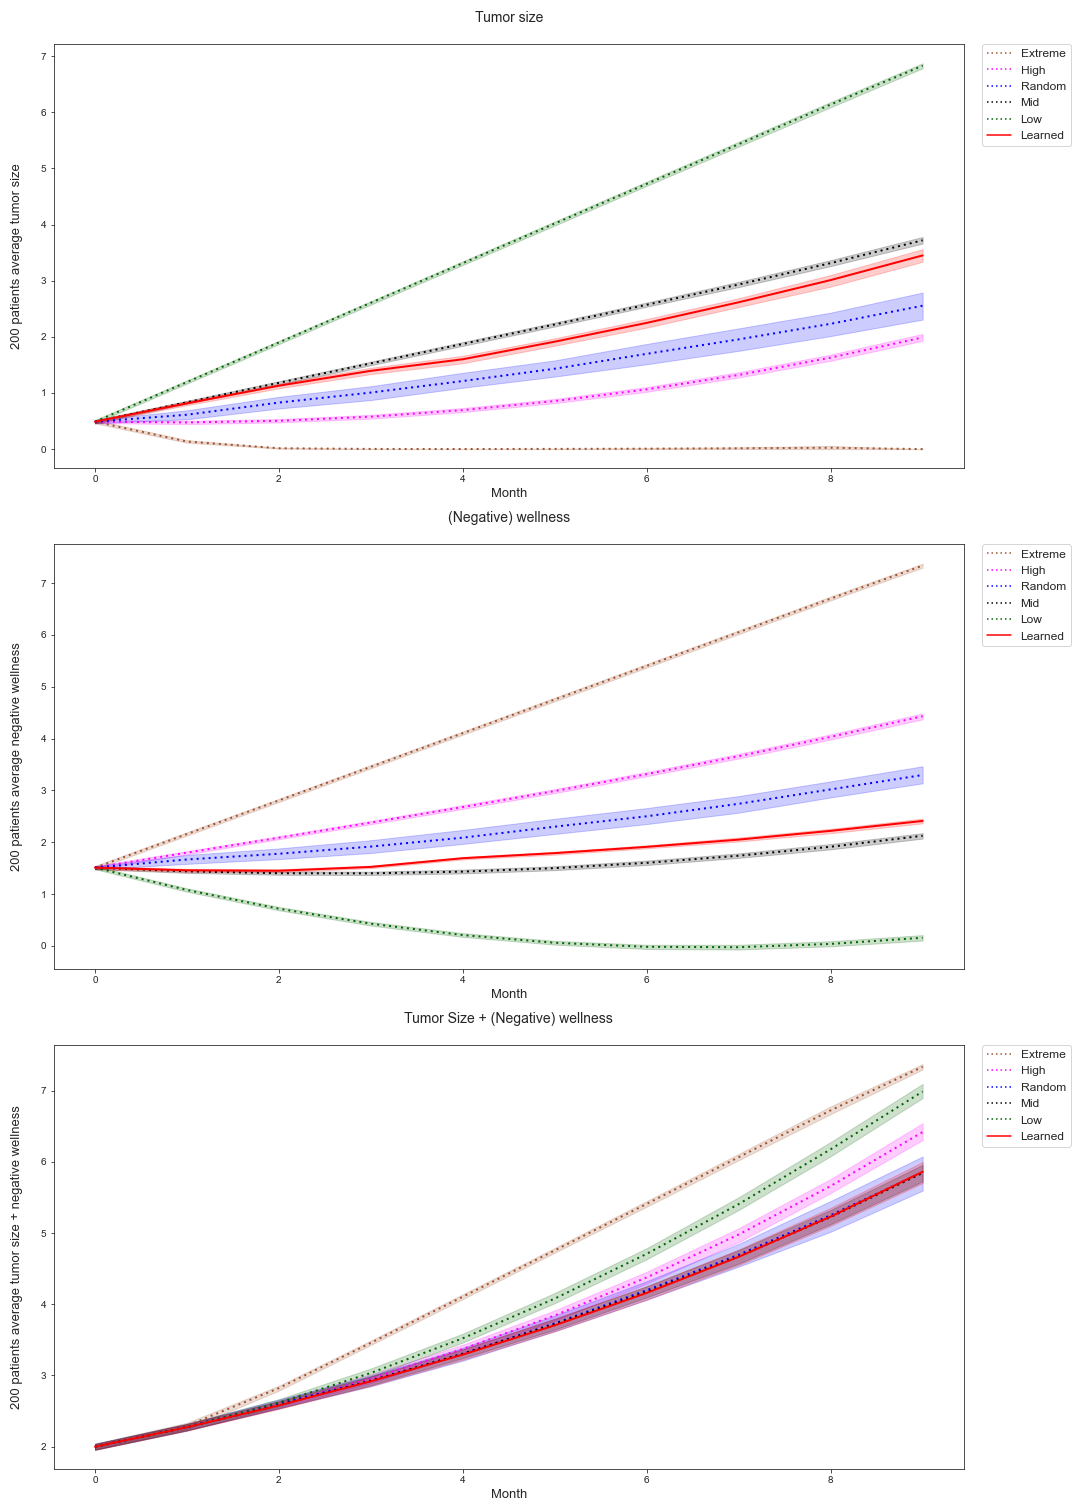 Tumor size
7
6
5
4
3
2
1
0
200 patients average tumor size
0 2 4 6 8
Month
Extreme
High
Random
Mid
Low
Learned
(Negative) wellness
7
6
5
4
3
2
1
0
200 patients average negative wellness
0 2 4 6 8
Month
Extreme
High
Random
Mid
Low
Learned
Tumor Size + (Negative) wellness
7
6
5
4
3
2
200 patients average tumor size + negative wellness
0 2 4 6 8
Month
Extreme
High
Random
Mid
Low
Learned